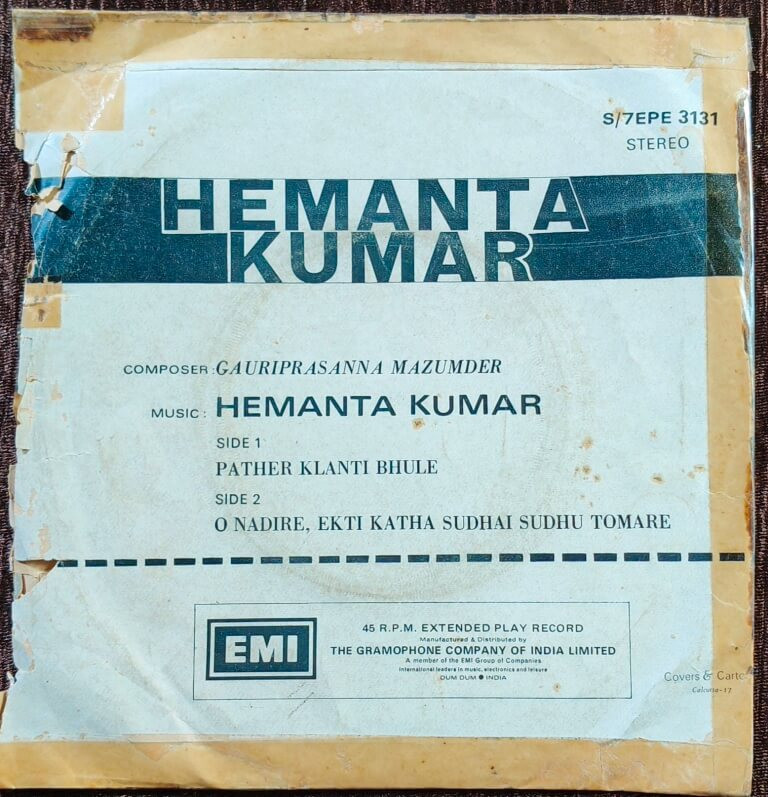 S/7EPE 3131
STEREO
HEMANTA
KUMAR
COMPOSER : GAURIPRASANNA MAZUMDER
MUSIC : HEMANTA KUMAR
SIDE 1
PATHER KLANTI BHULE
SIDE 2
O NADIRE, EKTI KATHA SUDHAI SUDHU TOMARE
EMI
45 R.P.M. EXTENDED PLAY RECORD
Manufactured & Distributed by
THE GRAMOPHONE COMPANY OF INDIA LIMITED
A member of the EMI Group of Companies
International leaders in music, electronics and leisure
DUM DUM ● INDIA
Covers &
Calcutta-17